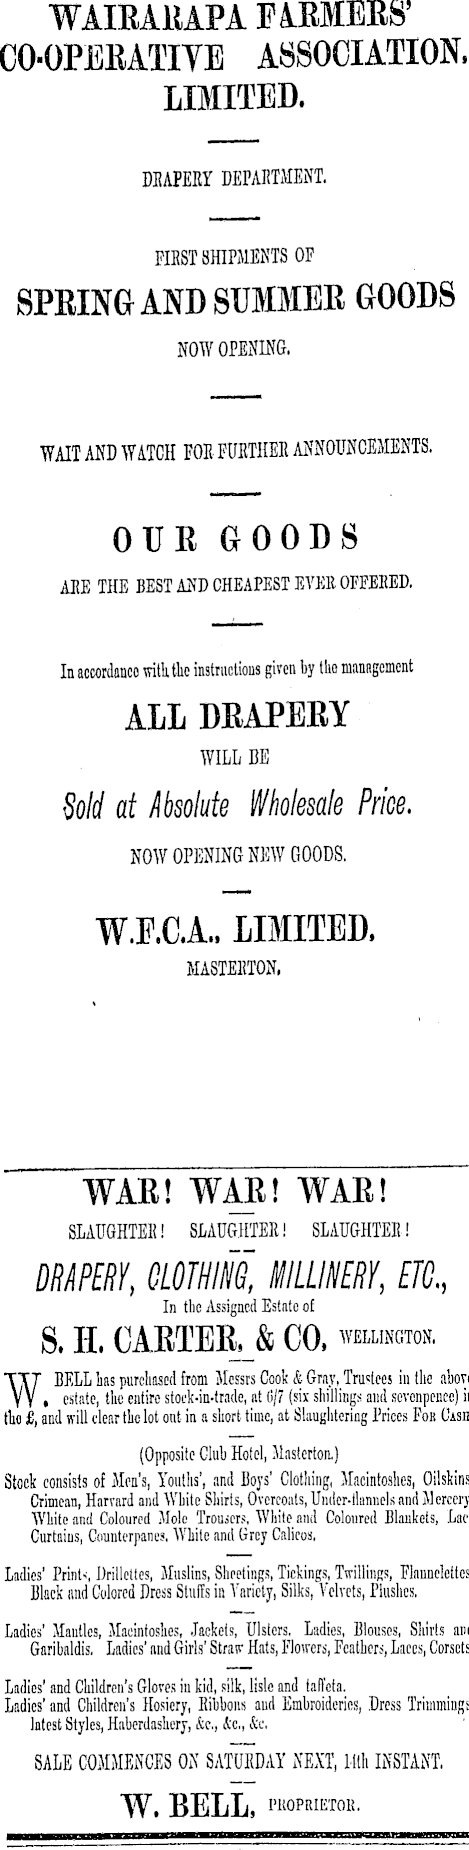 WAIRARAPA FARMERS'
CO-OPERATIVE ASSOCIATION,
LIMITED.
DRAPERY DEPARTMENT.
FIRST SHIPMENTS OF
SPRING AND SUMMER GOODS
NOW OPENING.
WAIT AND WATCH FOR FURTHER ANNOUNCEMENTS.
OUR GOODS
ARE THE BEST AND CHEAPEST EVER OFFERED.
In accordance with the instructions given by the management
ALL DRAPERY
WILL BE
Sold at Absolute Wholesale Price.
NOW OPENING NEW GOODS.
W.F.C.A., LIMITED,
MASTERTON.
WAR! WAR! WAR!
SLAUGHTER! SLAUGHTER! SLAUGHTER!
DRAPERY, CLOTHING, MILLINERY, ETC.,
In the Assigned Estate of
S. H. CARTER, & CO, WELLINGTON.
W. BELL has purchased from Messrs Cook & Gray, Trustees in the above
estate, the entire stock-in-trade, at 6/7 (six shillings and sevenpence) i
the £, and will clear the lot out in a short time, at Slaughtering Prices FOR CASH
(Opposite Club Hotel, Masterton.)
Stock consists of Men's, Youths', and Boys' Clothing, Macintoshes, Oilskins
Crimean, Harvard and White Shirts, Overcoats, Under-flannels and Mercery
White and Coloured Mole Trousers, White and Coloured Blankets, Lac
Curtains, Counterpanes, White and Grey Calicos.
Ladies' Prints, Drillettes, Muslins, Sheetings, Tickings, Twillings, Flannelettes
Black and Colored Dress Stuffs in Variety, Silks, Velvets, Plushes.
Ladies' Mantles, Macintoshes, Jackets, Ulsters. Ladies, Blouses, Shirts an
Garibaldis. Ladies' and Girls' Straw Hats, Flowers, Feathers, Laces, Corsets
Ladies' and Children's Gloves in kid, silk, lisle and taffeta.
Ladies' and Children's Hosiery, Ribbons and Embroideries, Dress Trimmings
latest Styles, Haberdashery, &c., &c., &c.
SALE COMMENCES ON SATURDAY NEXT, 14th INSTANT.
W. BELL, PROPRIETOR.